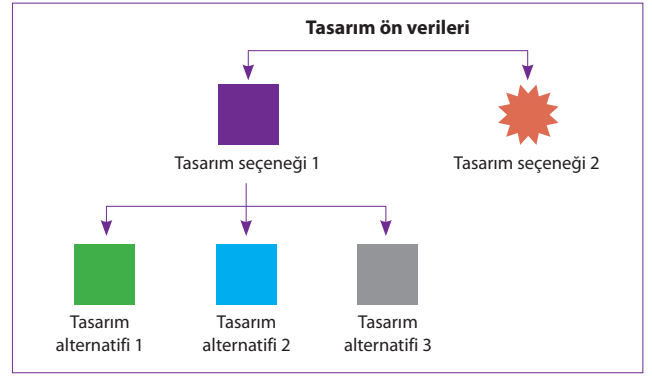 Tasarım ön verileri
Tasarım seçeneği 1
Tasarım seçeneği 2
Tasarım
alternatifi 1
Tasarım
alternatifi 2
Tasarım
alternatifi 3